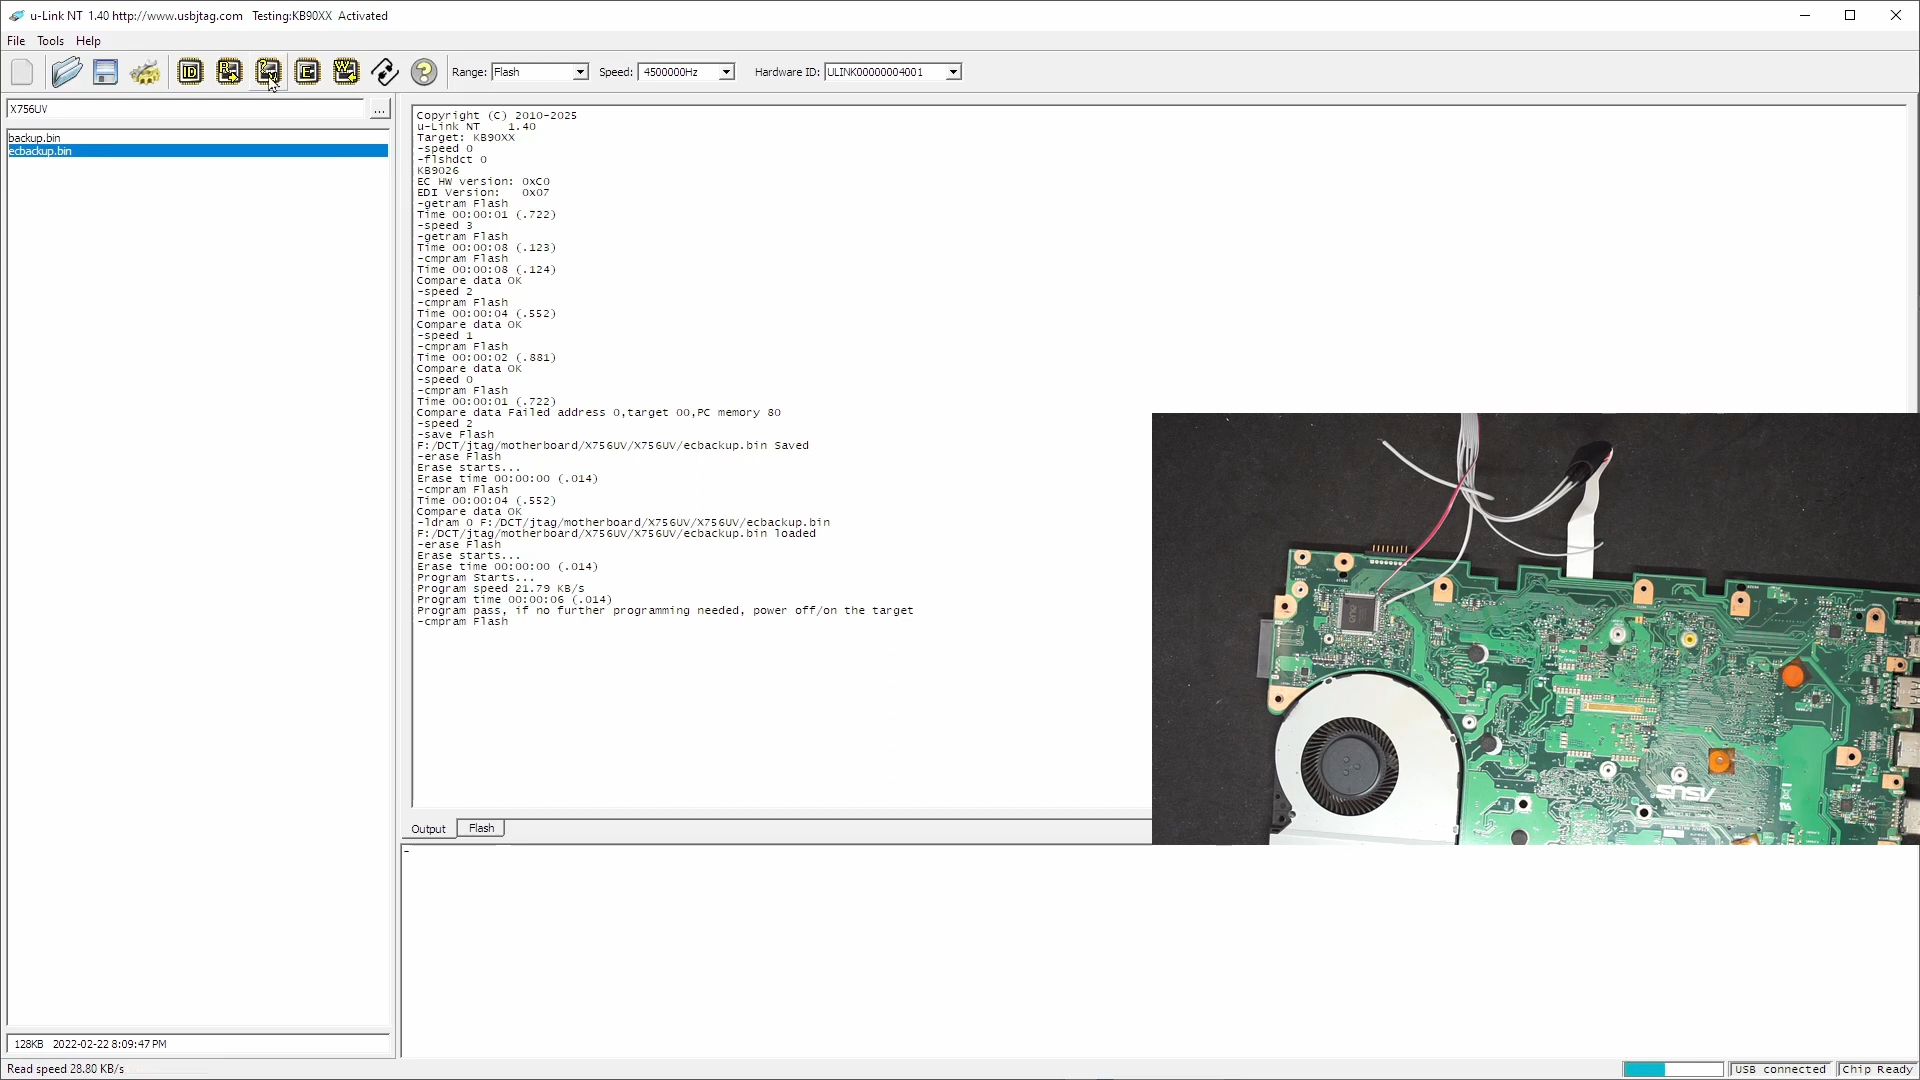 u-Link NT 1.40 http://www.usbjtag.com Testing:KB90XX Activated
File Tools Help
ID R ? V E W ? Range: Flash Speed: 4500000Hz Hardware ID: ULINK00000004001
X756UV ...
backup.bin
ecbackup.bin
Copyright (C) 2010-2025
u-Link NT 1.40
Target: KB90XX
-speed 0
-flshdct 0
KB9026
EC HW version: 0xC0
EDI Version: 0x07
-getram Flash
Time 00:00:01 (.722)
-speed 3
-getram Flash
Time 00:00:08 (.123)
-cmpram Flash
Time 00:00:08 (.124)
Compare data OK
-speed 2
-cmpram Flash
Time 00:00:04 (.552)
Compare data OK
-speed 1
-cmpram Flash
Time 00:00:02 (.881)
Compare data OK
-speed 0
-cmpram Flash
Time 00:00:01 (.722)
Compare data Failed address 0,target 00,PC memory 80
-speed 2
-save Flash
F:/DCT/jtag/motherboard/X756UV/X756UV/ecbackup.bin Saved
-erase Flash
Erase starts...
Erase time 00:00:00 (.014)
-cmpram Flash
Time 00:00:04 (.552)
Compare data OK
-ldram 0 F:/DCT/jtag/motherboard/X756UV/X756UV/ecbackup.bin
F:/DCT/jtag/motherboard/X756UV/X756UV/ecbackup.bin loaded
-erase Flash
Erase starts...
Erase time 00:00:00 (.014)
Program Starts...
Program speed 21.79 KB/s
Program time 00:00:06 (.014)
Program pass, if no further programming needed, power off/on the target
-cmpram Flash
ASUS
Output Flash
-
128KB 2022-02-22 8:09:47 PM
Read speed 28.80 KB/s
USB connected Chip Ready